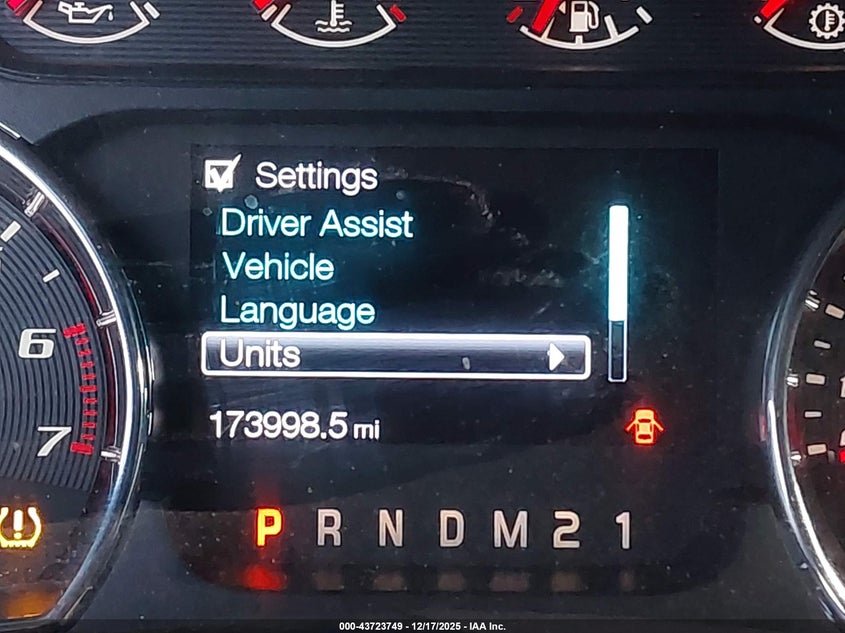 Settings
Driver Assist
Vehicle
Language
Units
6
7
173998.5 mi
P R N D M 2 1
000-43723749 - 12/17/2025 - IAA Inc.